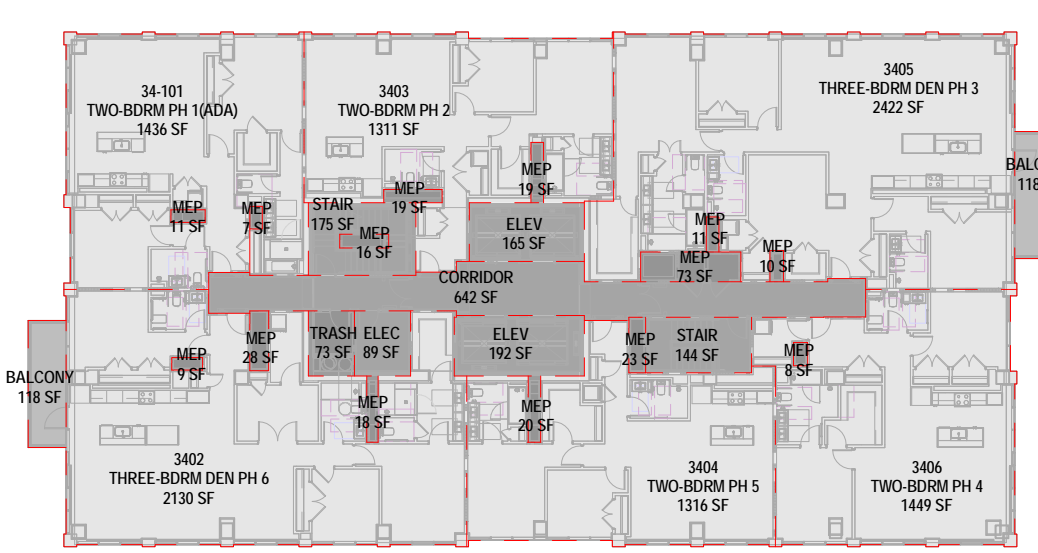 34-101
TWO-BDRM PH 1(ADA)
1436 SF
3403
TWO-BDRM PH 2
1311 SF
3405
THREE-BDRM DEN PH 3
2422 SF
BALC
118
MEP
19 SF
MEP
19 SF
MEP
11 SF
MEP
7 SF
STAIR
175 SF
MEP
16 SF
ELEV
165 SF
MEP
11 SF
MEP
73 SF
MEP
10 SF
CORRIDOR
642 SF
TRASH
73 SF
ELEC
89 SF
ELEV
192 SF
MEP
23 SF
STAIR
144 SF
MEP
8 SF
MEP
28 SF
MEP
9 SF
BALCONY
118 SF
MEP
18 SF
MEP
20 SF
3402
THREE-BDRM DEN PH 6
2130 SF
3404
TWO-BDRM PH 5
1316 SF
3406
TWO-BDRM PH 4
1449 SF